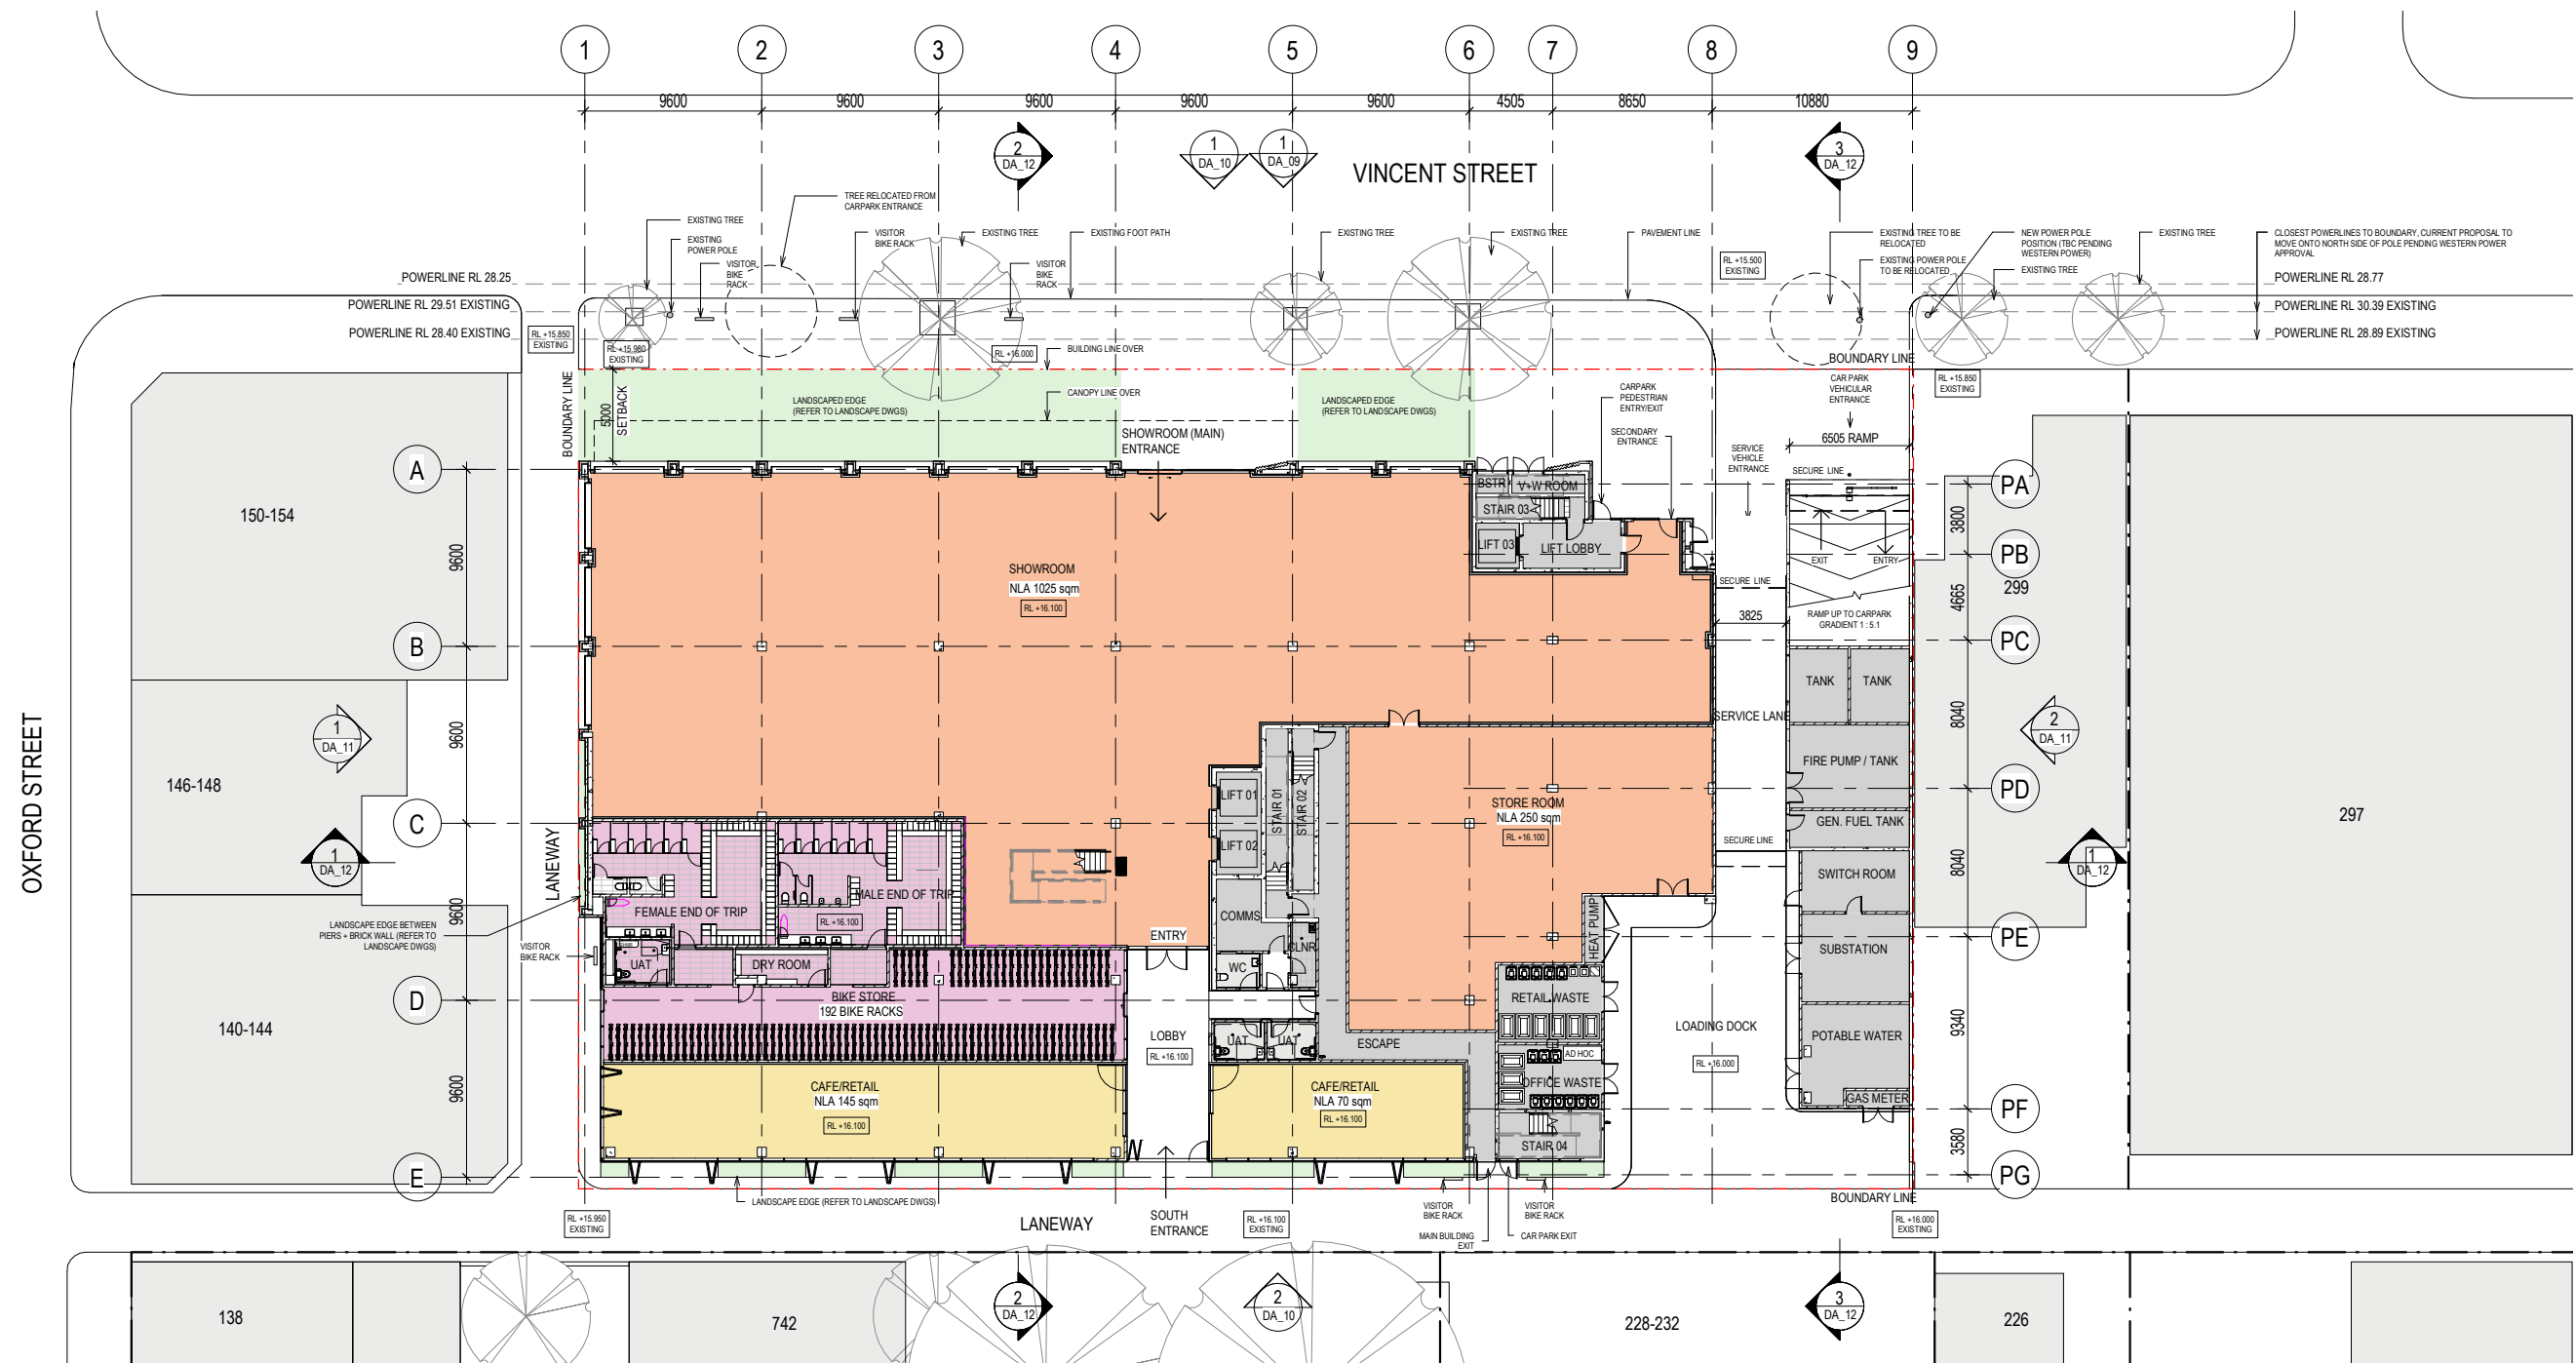 1
2
3
4
5
6
7
8
9
9600
9600
9600
9600
9600
4505
8650
10880
2
DA_12
1
DA_10
1
DA_09
3
DA_12
VINCENT STREET
TREE RELOCATED FROM
CARPARK ENTRANCE
EXISTING TREE
EXISTING
POWER POLE
VISITOR
BIKE
RACK
VISITOR
BIKE RACK
EXISTING TREE
VISITOR
BIKE
RACK
EXISTING FOOT PATH
EXISTING TREE
EXISTING TREE
PAVEMENT LINE
RL +15.500
EXISTING
EXISTING TREE TO BE
RELOCATED
EXISTING POWER POLE
TO BE RELOCATED
NEW POWER POLE
POSITION (TBC PENDING
WESTERN POWER)
EXISTING TREE
EXISTING TREE
CLOSEST POWERLINES TO BOUNDARY, CURRENT PROPOSAL TO
MOVE ONTO NORTH SIDE OF POLE PENDING WESTERN POWER
APPROVAL
POWERLINE RL 28.25
POWERLINE RL 29.51 EXISTING
POWERLINE RL 28.40 EXISTING
POWERLINE RL 28.77
POWERLINE RL 30.39 EXISTING
POWERLINE RL 28.89 EXISTING
RL +15.850
EXISTING
RL +15.980
EXISTING
RL +16.000
BUILDING LINE OVER
CANOPY LINE OVER
BOUNDARY LINE
5000
SETBACK
LANDSCAPED EDGE
(REFER TO LANDSCAPE DWGS)
LANDSCAPED EDGE
(REFER TO LANDSCAPE DWGS)
SHOWROOM (MAIN)
ENTRANCE
CARPARK
PEDESTRIAN
ENTRY/EXIT
SECONDARY
ENTRANCE
SERVICE
VEHICLE
ENTRANCE
BOUNDARY LINE
CAR PARK
VEHICULAR
ENTRANCE
RL +15.850
EXISTING
6505 RAMP
SECURE LINE
A
B
C
D
E
9600
9600
9600
9600
PA
PB
PC
PD
PE
PF
PG
3800
4665
8040
8040
9340
3580
150-154
146-148
140-144
OXFORD STREET
1
DA_11
1
DA_12
2
DA_11
1
DA_12
299
297
BSTR
V+W ROOM
STAIR 03
LIFT 03
LIFT LOBBY
SHOWROOM
NLA 1025 sqm
RL +16.100
EXIT
ENTRY
SECURE LINE
3825
RAMP UP TO CARPARK
GRADIENT 1 : 5.1
TANK
TANK
SERVICE LANE
FIRE PUMP / TANK
GEN. FUEL TANK
SECURE LINE
SWITCH ROOM
SUBSTATION
POTABLE WATER
GAS METER
LIFT 01
LIFT 02
STAIR 01
STAIR 02
STORE ROOM
NLA 250 sqm
RL +16.100
COMMS
CLNR
WC
HEAT PUMP
LANEWAY
LANDSCAPE EDGE BETWEEN
PIERS + BRICK WALL (REFER TO
LANDSCAPE DWGS)
VISITOR
BIKE RACK
FEMALE END OF TRIP
MALE END OF TRIP
RL +16.100
UAT
DRY ROOM
ENTRY
BIKE STORE
192 BIKE RACKS
LOBBY
RL +16.100
UAT
UAT
ESCAPE
RETAIL WASTE
AD HOC
OFFICE WASTE
STAIR 04
LOADING DOCK
RL +16.000
CAFE/RETAIL
NLA 145 sqm
RL +16.100
CAFE/RETAIL
NLA 70 sqm
RL +16.100
LANDSCAPE EDGE (REFER TO LANDSCAPE DWGS)
RL +15.950
EXISTING
LANEWAY
SOUTH
ENTRANCE
RL +16.100
EXISTING
VISITOR
BIKE RACK
MAIN BUILDING
EXIT
VISITOR
BIKE RACK
CAR PARK EXIT
BOUNDARY LINE
RL +16.000
EXISTING
138
742
2
DA_12
2
DA_10
228-232
3
DA_12
226